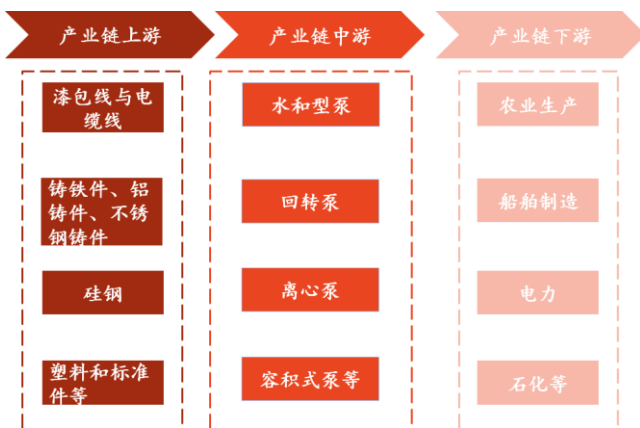 产业链上游
产业链中游
产业链下游
漆包线与电
缆线
水和型泵
农业生产
铸铁件、铝
铸件、不锈
钢铸件
回转泵
船舶制造
硅钢
离心泵
电力
塑料和标准
件等
容积式泵等
石化等